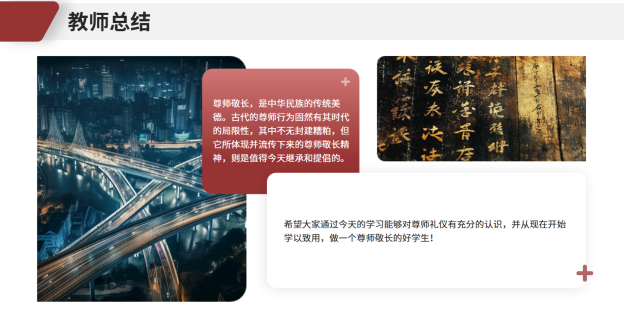 教师总结
尊师敬长，是中华民族的传统美
德。古代的尊师行为固然有其时代
的局限性，其中不无封建糟粕，但
它所体现并流传下来的尊师敬长精
神，则是值得今天继承和提倡的。
希望大家通过今天的学习能够对尊师礼仪有充分的认识，并从现在开始
学以致用，做一个尊师敬长的好学生！